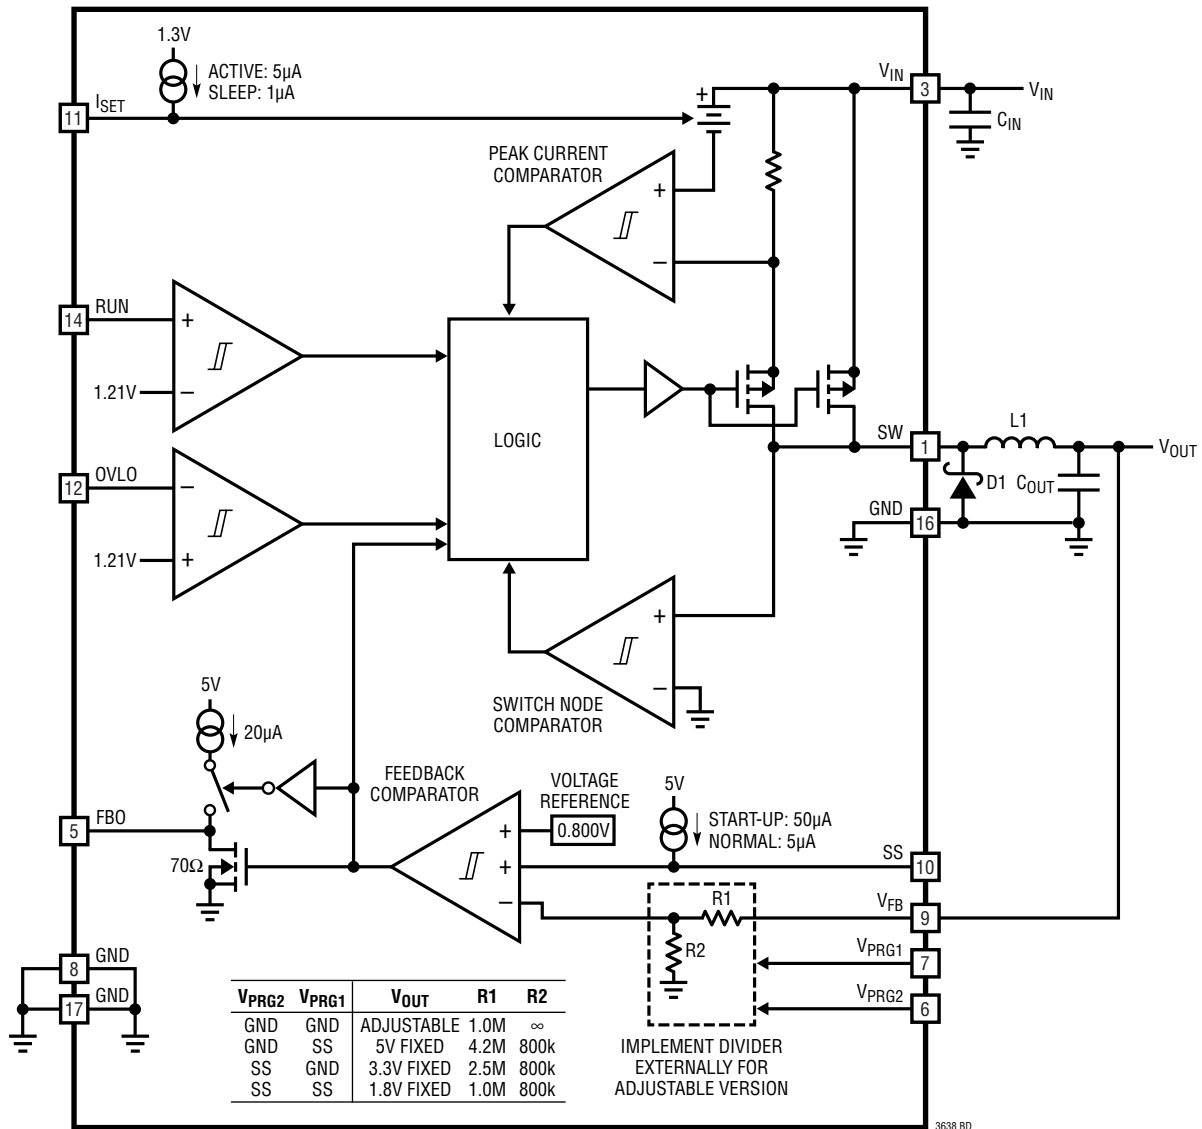 1.3V
ACTIVE: 5µA
SLEEP: 1µA
ISET
11
VIN
3
VIN
CIN
+
PEAK CURRENT
COMPARATOR
+
−
14
RUN
+
1.21V
−
12
OVLO
−
1.21V
+
LOGIC
SW
1
L1
VOUT
D1
COUT
GND
16
+
−
SWITCH NODE
COMPARATOR
5V
20µA
5
FBO
70Ω
FEEDBACK
COMPARATOR
VOLTAGE
REFERENCE
0.800V
+
+
−
5V
START-UP: 50µA
NORMAL: 5µA
SS
10
R1
R2
VFB
9
VPRG1
7
VPRG2
6
8
GND
17
GND
VPRG2 VPRG1 VOUT R1 R2
GND GND ADJUSTABLE 1.0M ∞
GND SS 5V FIXED 4.2M 800k
SS GND 3.3V FIXED 2.5M 800k
SS SS 1.8V FIXED 1.0M 800k
IMPLEMENT DIVIDER
EXTERNALLY FOR
ADJUSTABLE VERSION
3638 BD